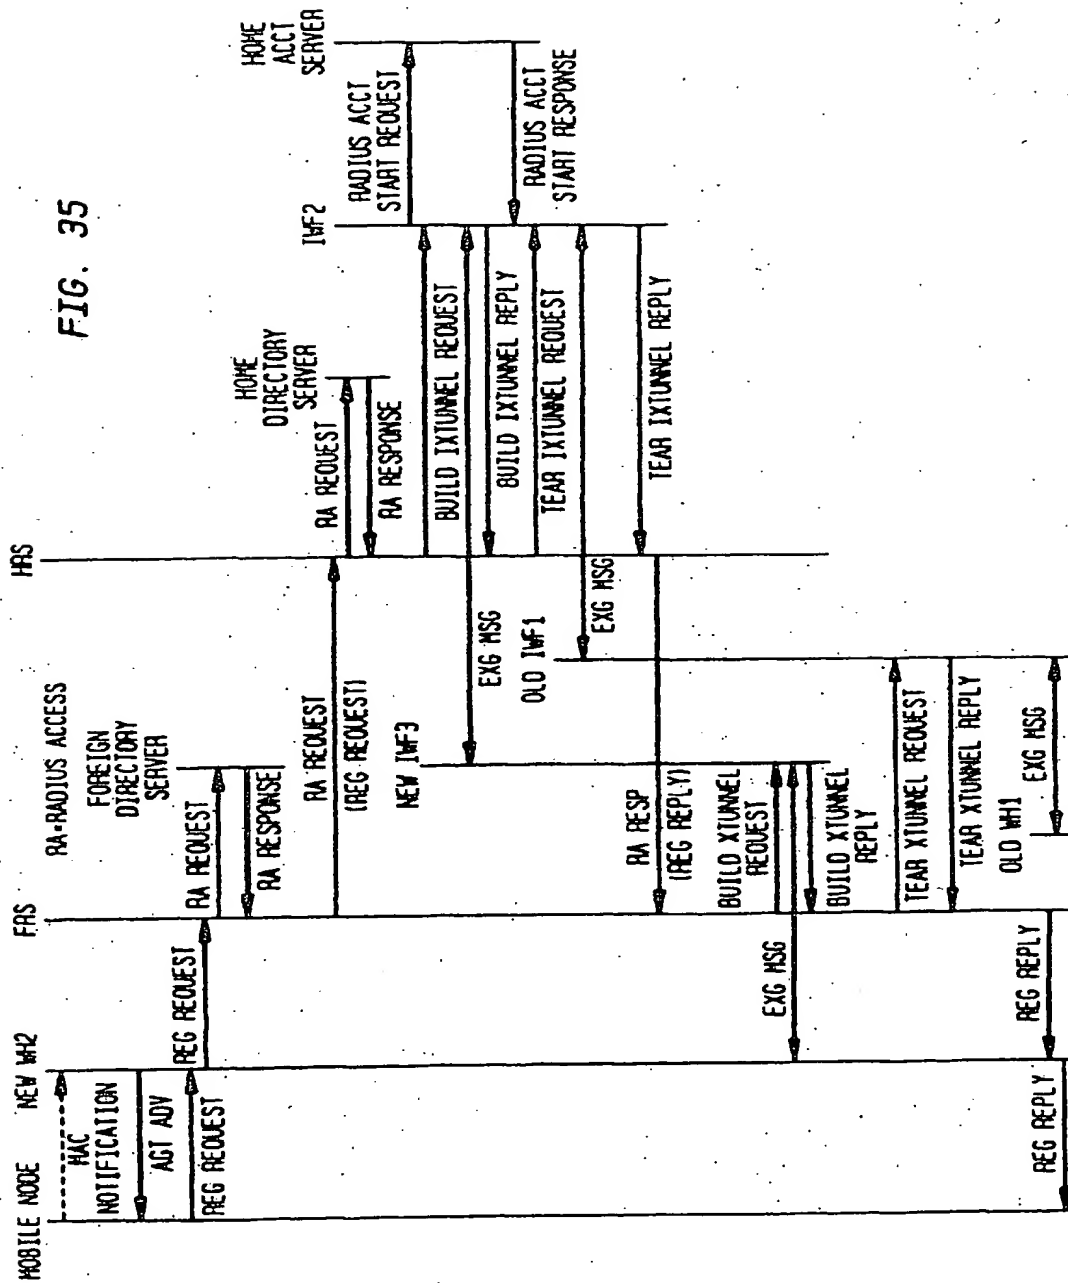 FIG. 35
MOBILE NODE
NEW WH2
FRS
RA=RADIUS ACCESS
FOREIGN
DIRECTORY
SERVER
HRS
HOME
DIRECTORY
SERVER
IWF2
HOME
ACCT
SERVER
MAC
NOTIFICATION
AGT ADV
REG REQUEST
REG REQUEST
RA REQUEST
RA RESPONSE
RA REQUEST
(REG REQUEST)
RA REQUEST
RA RESPONSE
RADIUS ACCT
START REQUEST
BUILD IXTUNNEL REQUEST
NEW IWF3
EXG MSG
BUILD IXTUNNEL REPLY
RADIUS ACCT
START RESPONSE
TEAR IXTUNNEL REQUEST
OLD IWF1
EXG MSG
TEAR IXTUNNEL REPLY
RA RESP
(REG REPLY)
BUILD XTUNNEL
REQUEST
EXG MSG
BUILD XTUNNEL
REPLY
TEAR XTUNNEL REQUEST
TEAR XTUNNEL REPLY
OLD WH1
EXG MSG
REG REPLY
REG REPLY